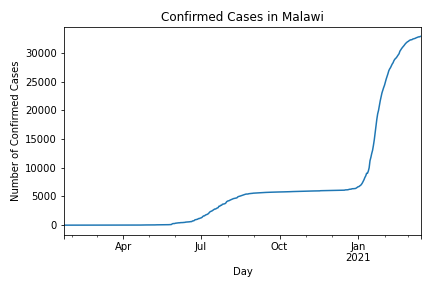 Confirmed Cases in Malawi
Number of Confirmed Cases
30000
25000
20000
15000
10000
5000
0
Apr
Jul
Oct
Jan
2021
Day